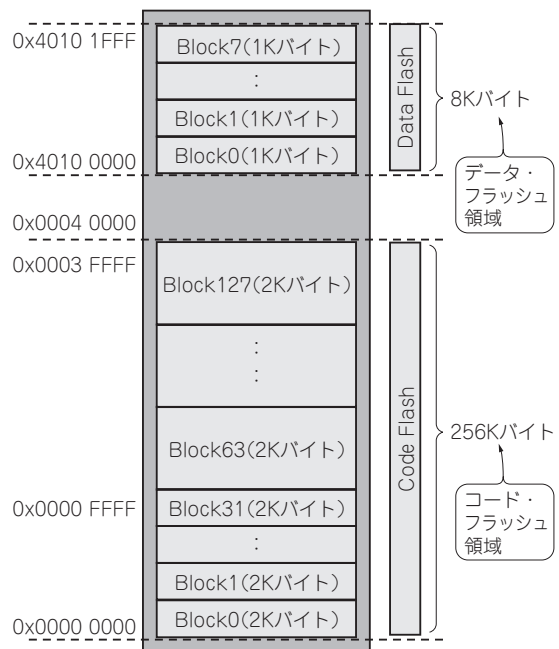 0x4010 1FFF
Block7(1Kバイト)
:
Block1(1Kバイト)
0x4010 0000
Block0(1Kバイト)
Data Flash
8Kバイト
データ・
フラッシュ
領域
0x0004 0000
0x0003 FFFF
Block127(2Kバイト)
:
:
Block63(2Kバイト)
0x0000 FFFF
Block31(2Kバイト)
:
Block1(2Kバイト)
0x0000 0000
Block0(2Kバイト)
Code Flash
256Kバイト
コード・
フラッシュ
領域